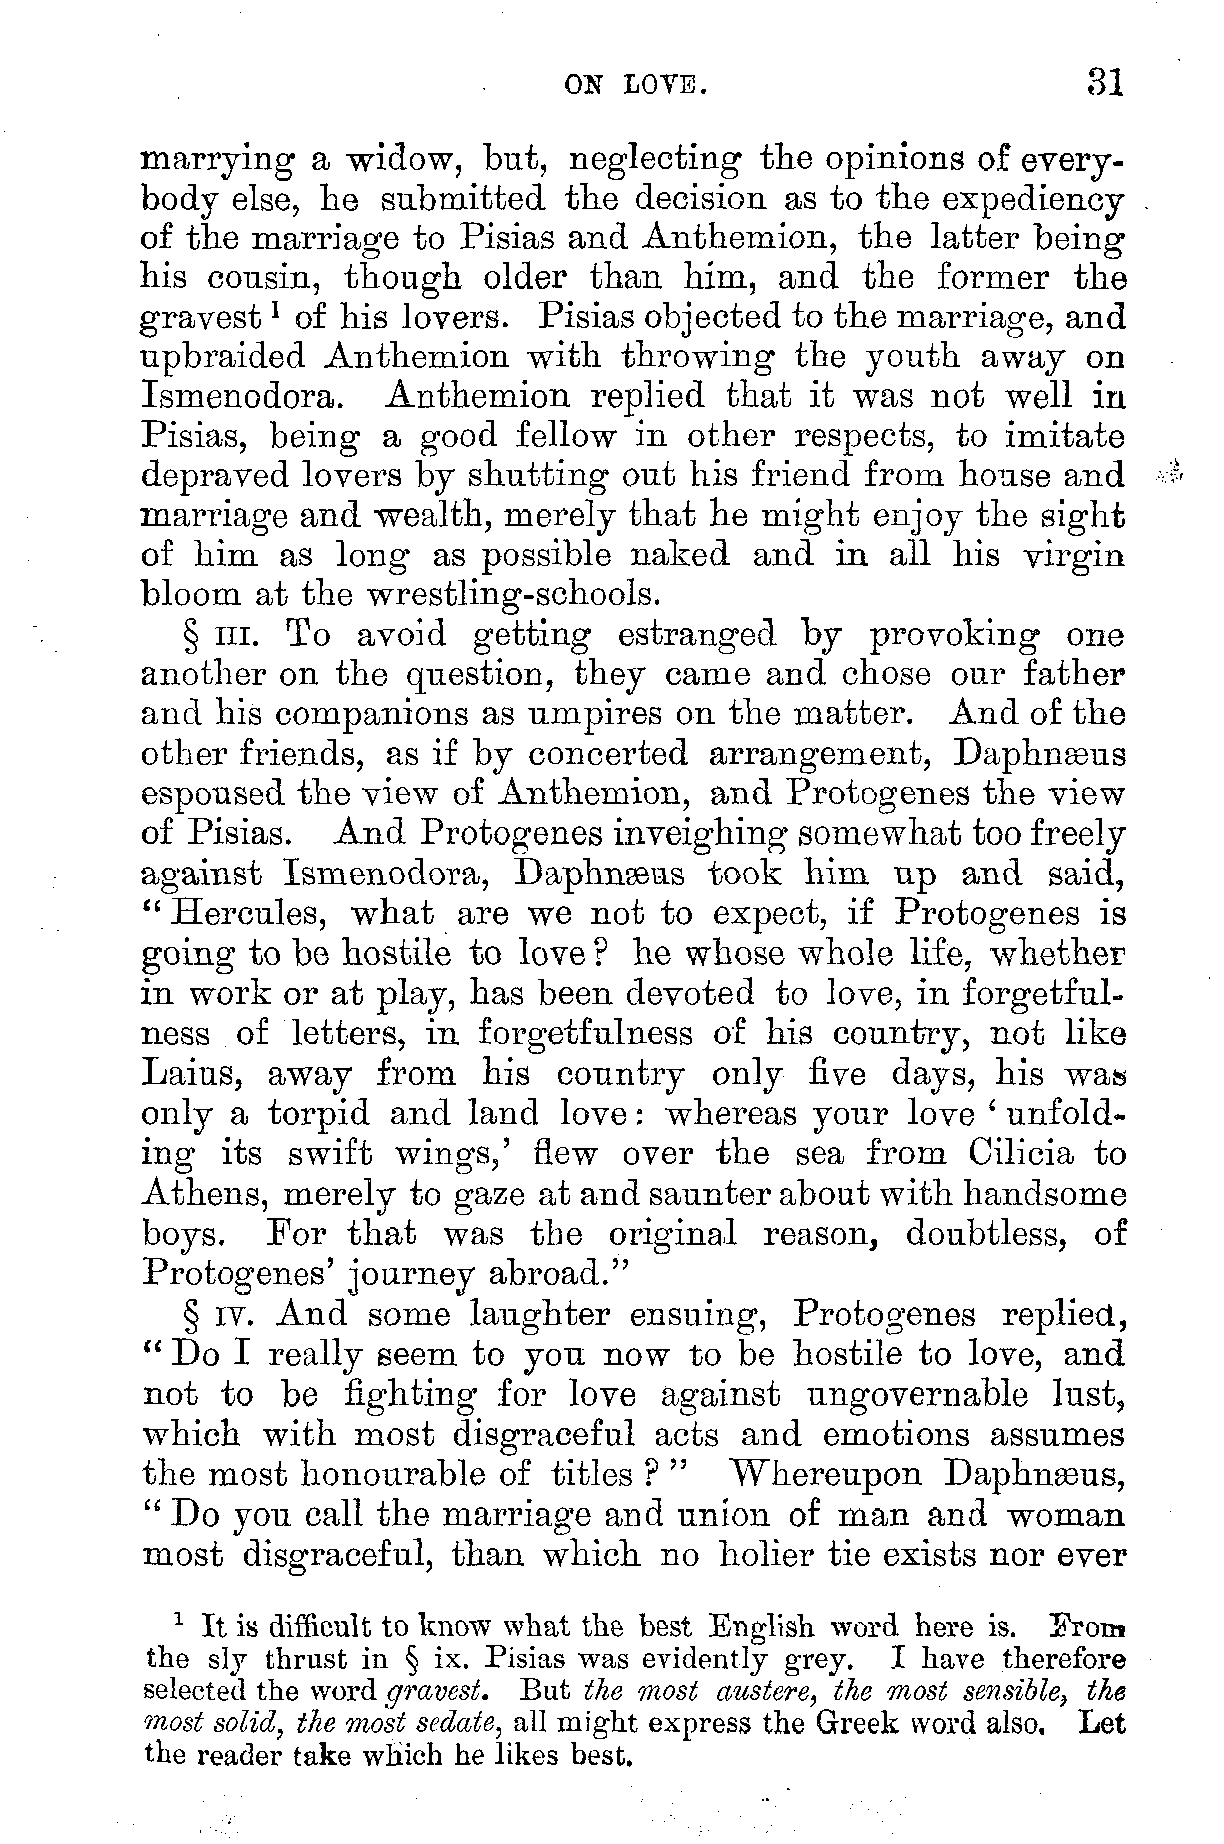 ON LOVE. 31
marrying a widow, but, neglecting the opinions of every-
body else, he submitted the decision as to the expediency
of the marriage to Pisias and Anthemion, the latter being
his cousin, though older than him, and the former the
gravest¹ of his lovers. Pisias objected to the marriage, and
upbraided Anthemion with throwing the youth away on
Ismenodora. Anthemion replied that it was not well in
Pisias, being a good fellow in other respects, to imitate
depraved lovers by shutting out his friend from house and
marriage and wealth, merely that he might enjoy the sight
of him as long as possible naked and in all his virgin
bloom at the wrestling-schools.
§ III. To avoid getting estranged by provoking one
another on the question, they came and chose our father
and his companions as umpires on the matter. And of the
other friends, as if by concerted arrangement, Daphnæus
espoused the view of Anthemion, and Protogenes the view
of Pisias. And Protogenes inveighing somewhat too freely
against Ismenodora, Daphnæus took him up and said,
“Hercules, what are we not to expect, if Protogenes is
going to be hostile to love? he whose whole life, whether
in work or at play, has been devoted to love, in forgetful-
ness of letters, in forgetfulness of his country, not like
Laius, away from his country only five days, his was
only a torpid and land love: whereas your love ‘unfold-
ing its swift wings,’ flew over the sea from Cilicia to
Athens, merely to gaze at and saunter about with handsome
boys. For that was the original reason, doubtless, of
Protogenes’ journey abroad.”
§ IV. And some laughter ensuing, Protogenes replied,
“Do I really seem to you now to be hostile to love, and
not to be fighting for love against ungovernable lust,
which with most disgraceful acts and emotions assumes
the most honourable of titles?” Whereupon Daphnæus,
“Do you call the marriage and union of man and woman
most disgraceful, than which no holier tie exists nor ever
¹ It is difficult to know what the best English word here is. From
the sly thrust in § ix. Pisias was evidently grey. I have therefore
selected the word gravest. But the most austere, the most sensible, the
most solid, the most sedate, all might express the Greek word also. Let
the reader take which he likes best.